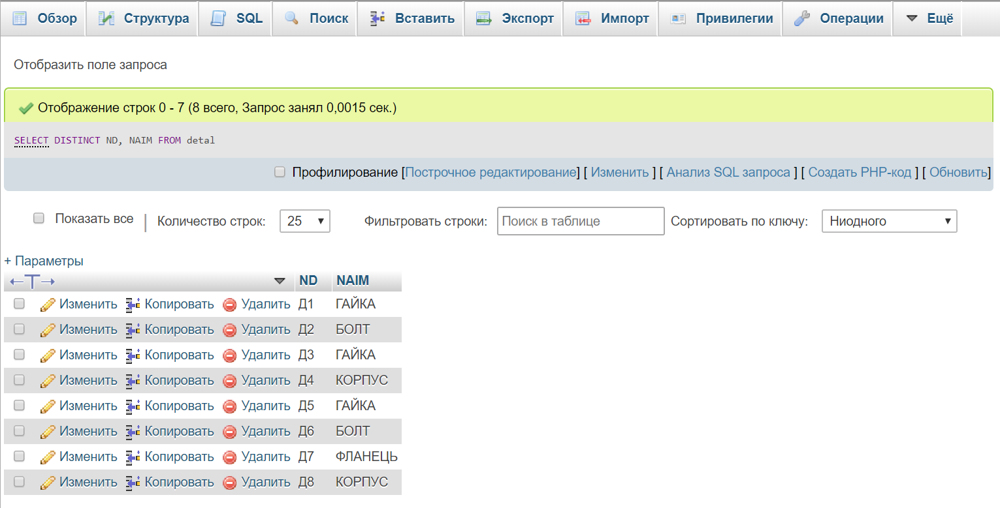 Обзор Структура SQL Поиск Вставить Экспорт Импорт Привилегии Операции Ещё
Отобразить поле запроса
Отображение строк 0 - 7 (8 всего, Запрос занял 0,0015 сек.)
SELECT DISTINCT ND, NAIM FROM detal
Профилирование [Построчное редактирование] [ Изменить ] [ Анализ SQL запроса ] [ Создать PHP-код ] [ Обновить]
Показать все | Количество строк: 25 Фильтровать строки: Поиск в таблице Сортировать по ключу: Ниодного
+ Параметры
←T→ ND NAIM
Изменить Копировать Удалить Д1 ГАЙКА
Изменить Копировать Удалить Д2 БОЛТ
Изменить Копировать Удалить Д3 ГАЙКА
Изменить Копировать Удалить Д4 КОРПУС
Изменить Копировать Удалить Д5 ГАЙКА
Изменить Копировать Удалить Д6 БОЛТ
Изменить Копировать Удалить Д7 ФЛАНЕЦЬ
Изменить Копировать Удалить Д8 КОРПУС